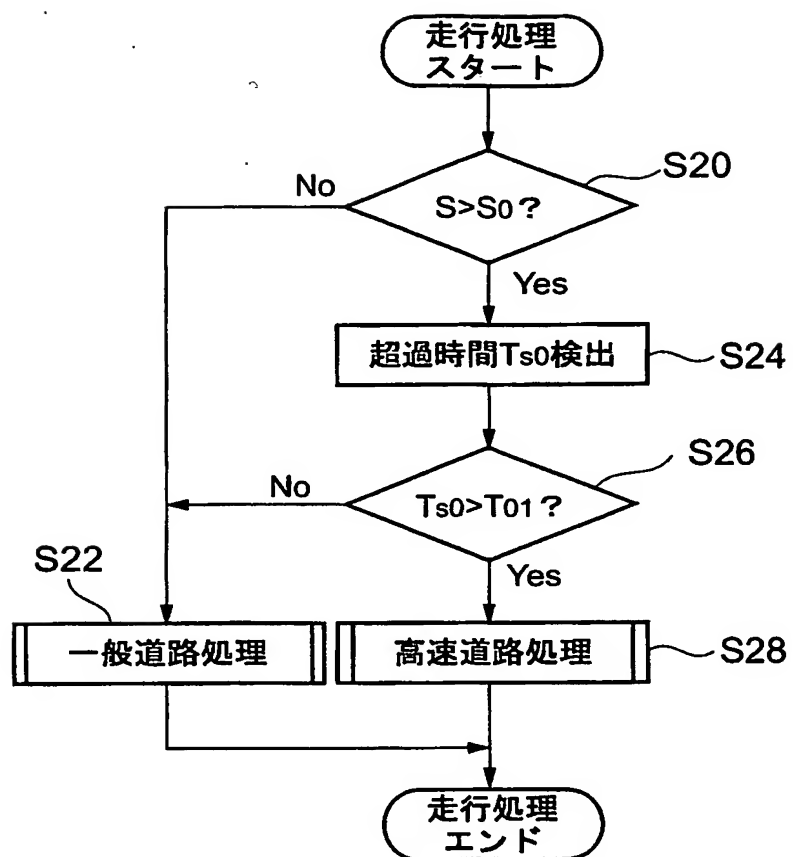 走行処理
スタート
S20
No
S>S0?
Yes
超過時間Ts0検出
S24
S26
No
Ts0>T01?
S22
Yes
一般道路処理
高速道路処理
S28
走行処理
エンド